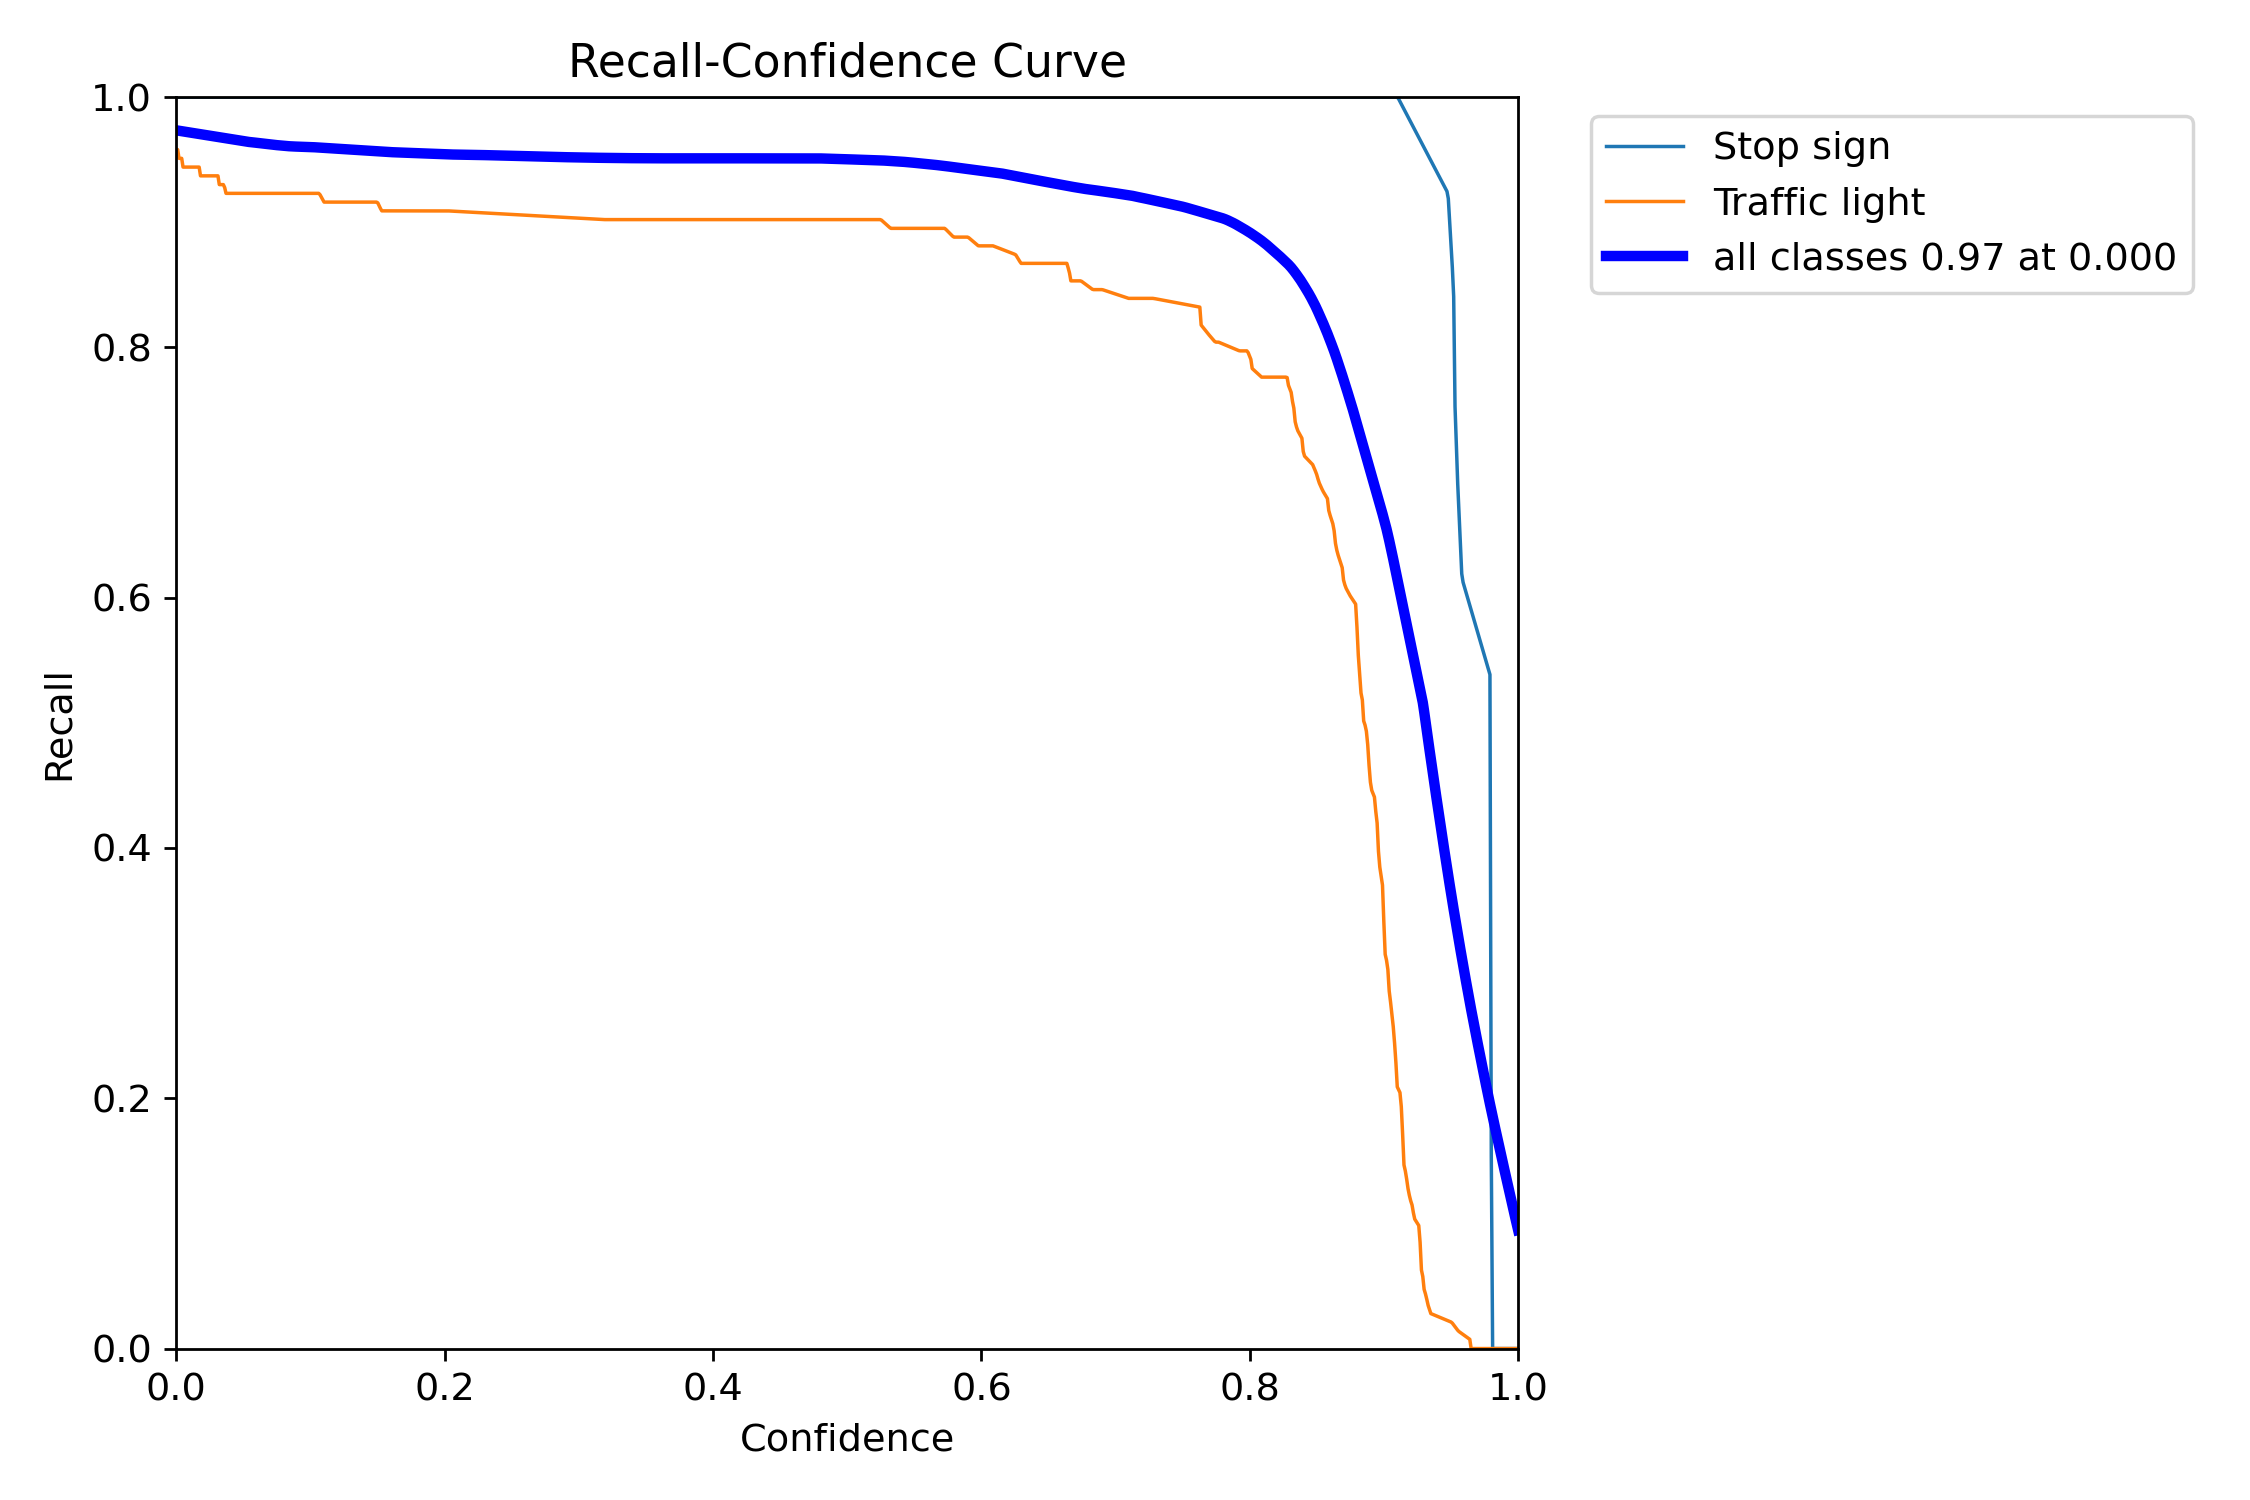 Recall-Confidence Curve
1.0
0.8
0.6
0.4
0.2
0.0
Recall
0.0 0.2 0.4 0.6 0.8 1.0
Confidence
Stop sign
Traffic light
all classes 0.97 at 0.000